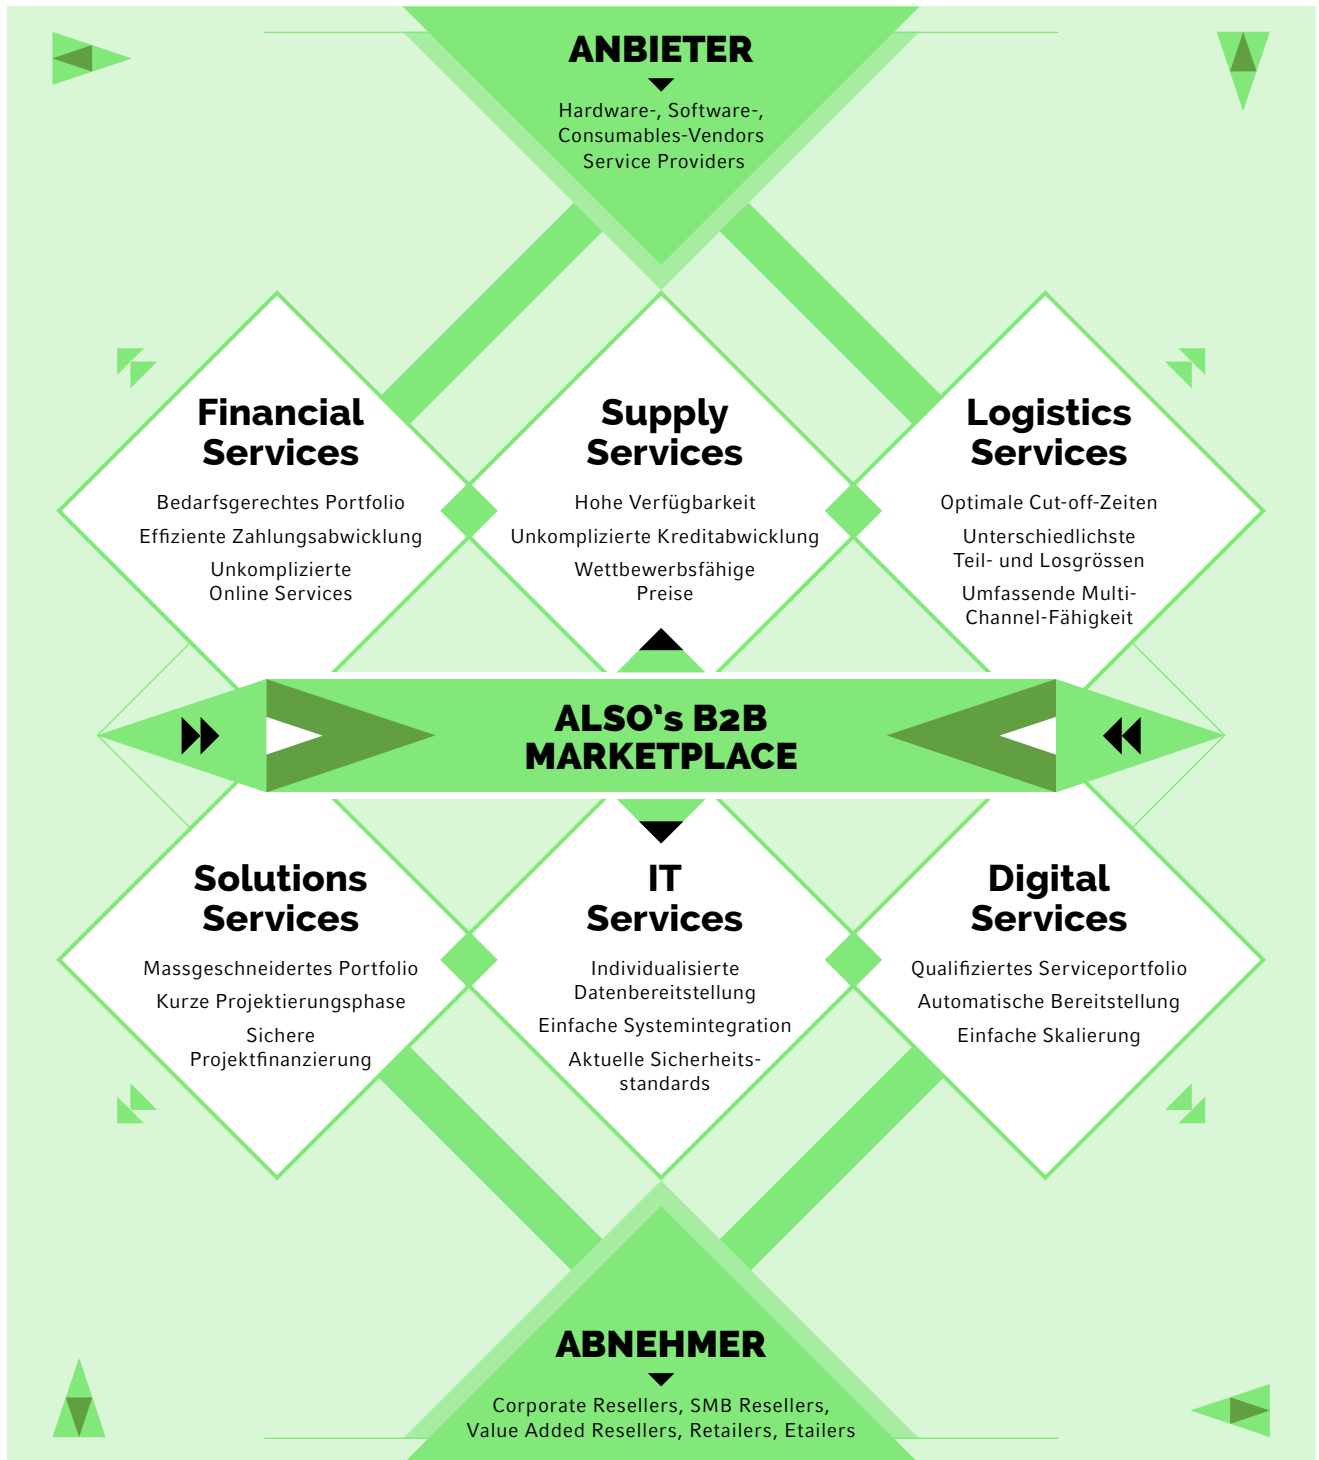 ANBIETER
Hardware-, Software-,
Consumables-Vendors
Service Providers
Financial
Services
Bedarfsgerechtes Portfolio
Effiziente Zahlungsabwicklung
Unkomplizierte
Online Services
Supply
Services
Hohe Verfügbarkeit
Unkomplizierte Kreditabwicklung
Wettbewerbsfähige
Preise
Logistics
Services
Optimale Cut-off-Zeiten
Unterschiedlichste
Teil- und Losgrössen
Umfassende Multi-
Channel-Fähigkeit
ALSO's B2B
MARKETPLACE
Solutions
Services
Massgeschneidertes Portfolio
Kurze Projektierungsphase
Sichere
Projektfinanzierung
IT
Services
Individualisierte
Datenbereitstellung
Einfache Systemintegration
Aktuelle Sicherheits-
standards
Digital
Services
Qualifiziertes Serviceportfolio
Automatische Bereitstellung
Einfache Skalierung
ABNEHMER
Corporate Resellers, SMB Resellers,
Value Added Resellers, Retailers, Etailers